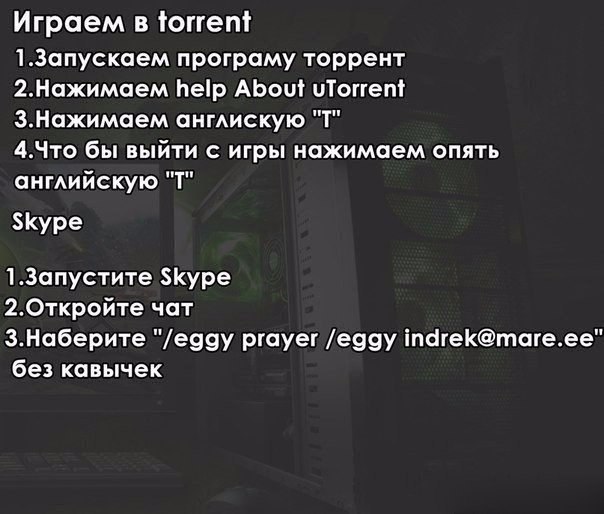 Играем в torrent
1.Запускаем програму торрент
2.Нажимаем help About uTorrent
3.Нажимаем англискую "T"
4.Что бы выйти с игры нажимаем опять
английскую "T"
Skype
1.Запустите Skype
2.Откройте чат
3.Наберите "/eggy prayer /eggy indrek@mare.ee"
без кавычек